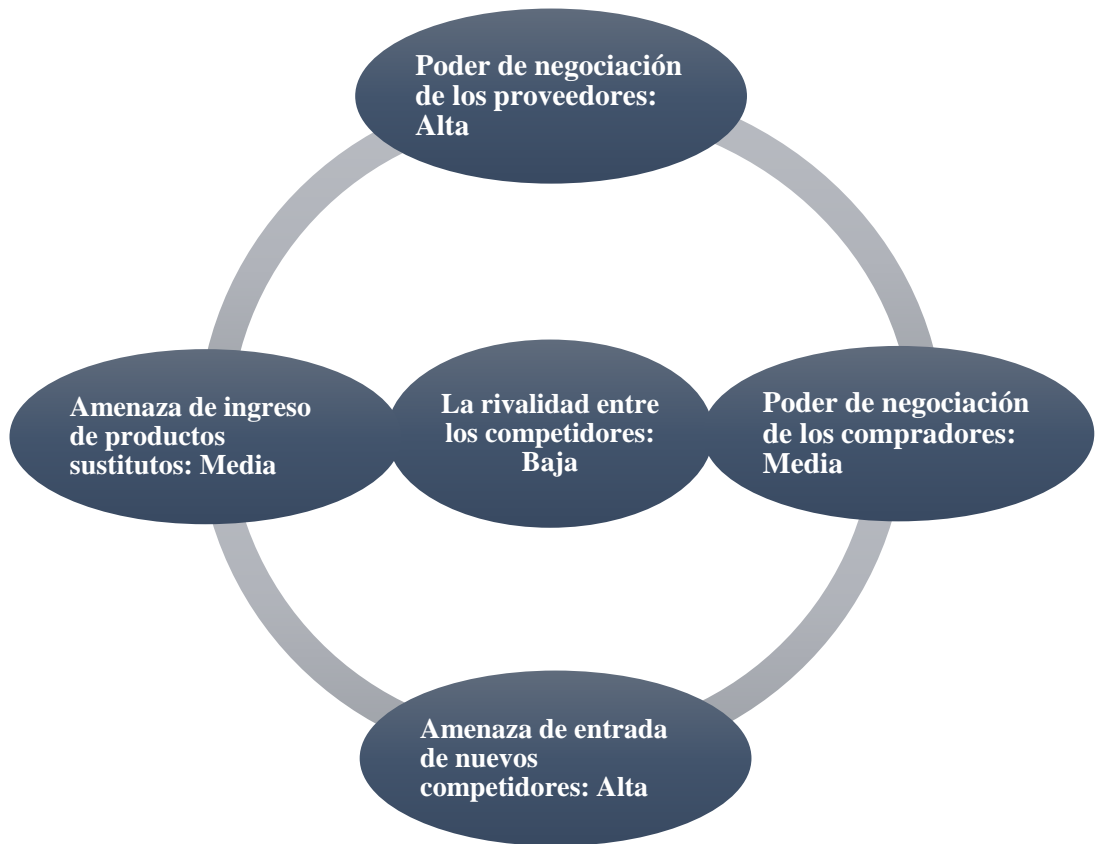 Poder de negociación
de los proveedores:
Alta
Amenaza de ingreso
de productos
sustitutos: Media
La rivalidad entre
los competidores:
Baja
Poder de negociación
de los compradores:
Media
Amenaza de entrada
de nuevos
competidores: Alta